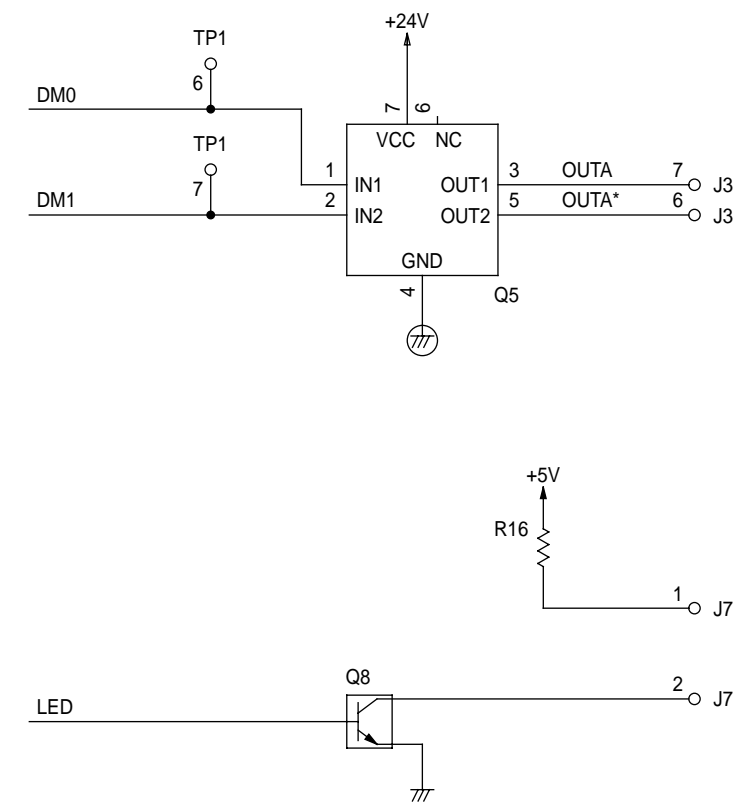 +24V
TP1
6
DM0
7 6
VCC NC
TP1
7
1 IN1 OUT1 3 OUTA 7 J3
DM1 2 IN2 OUT2 5 OUTA* 6 J3
GND
4
Q5
+5V
R16
1 J7
Q8
2 J7
LED